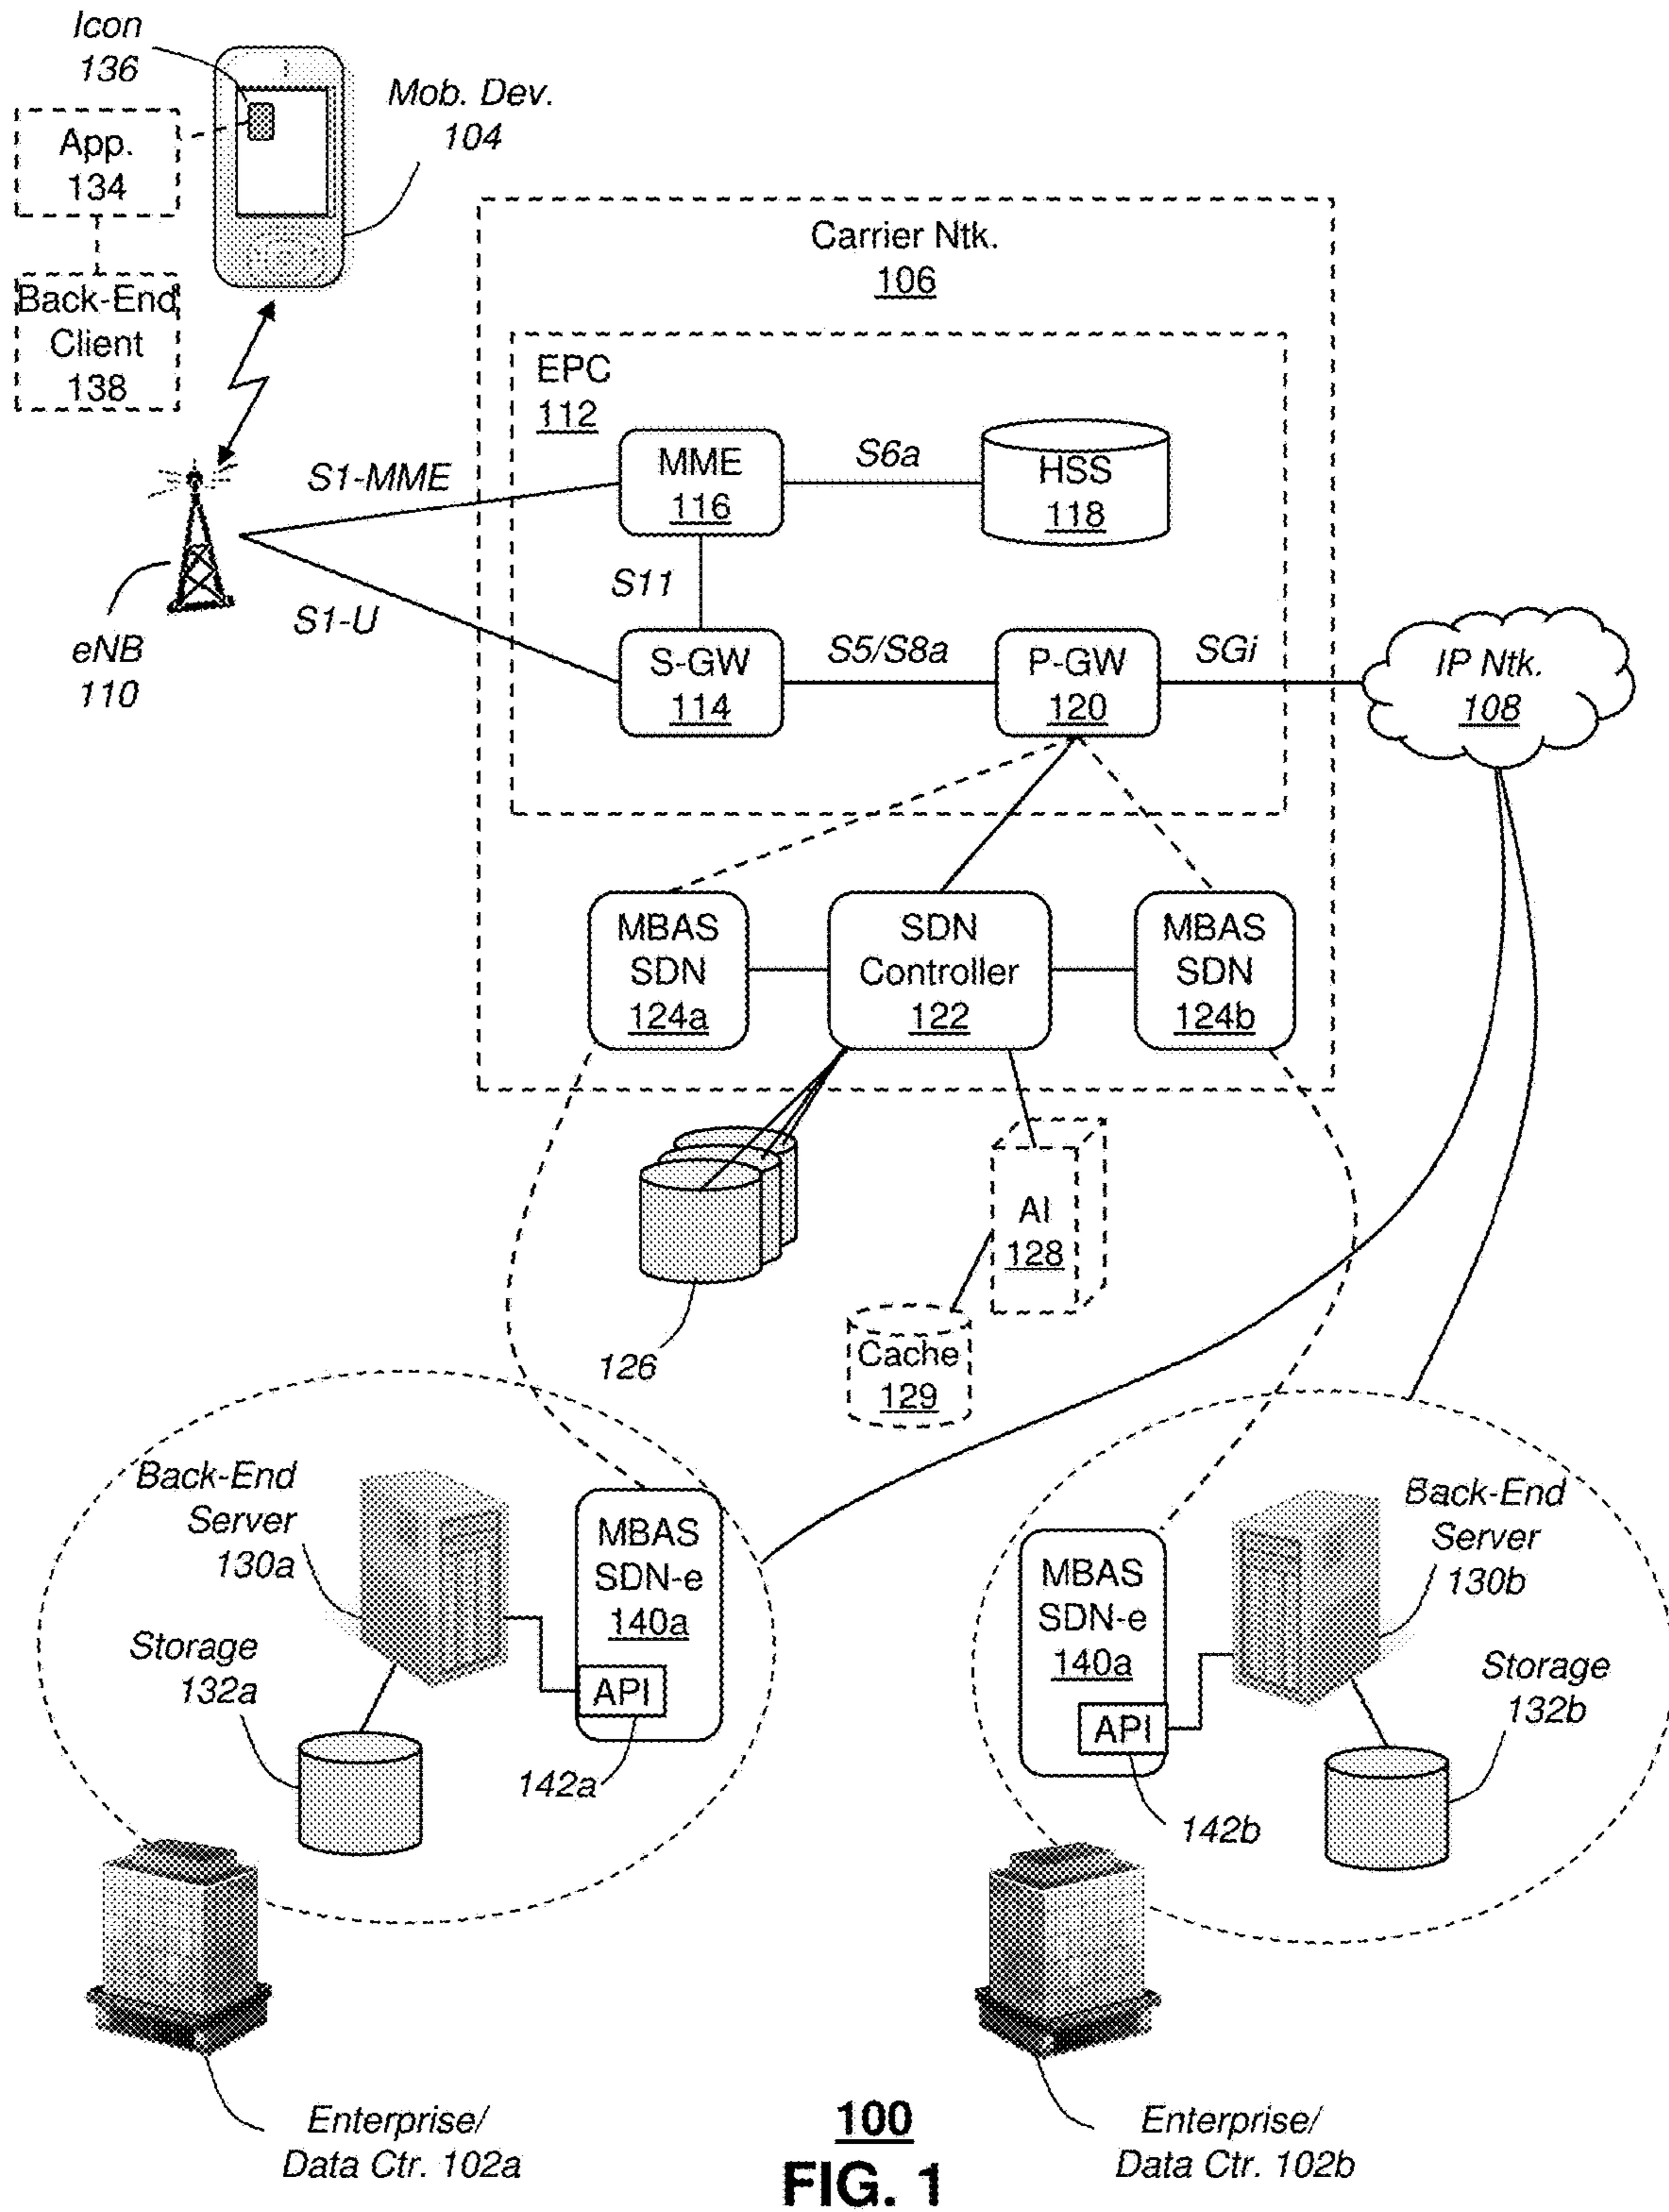 Icon
136
Mob. Dev.
104
App.
134
Back-End
Client
138
Carrier Ntk.
106
EPC
112
MME
116
S6a
HSS
118
S1-MME
S11
S1-U
eNB
110
S-GW
114
S5/S8a
P-GW
120
SGi
IP Ntk.
108
MBAS
SDN
124a
SDN
Controller
122
MBAS
SDN
124b
126
AI
128
Cache
129
Back-End
Server
130a
MBAS
SDN-e
140a
API
142a
Storage
132a
MBAS
SDN-e
140a
API
142b
Back-End
Server
130b
Storage
132b
Enterprise/
Data Ctr. 102a
Enterprise/
Data Ctr. 102b
100
FIG. 1